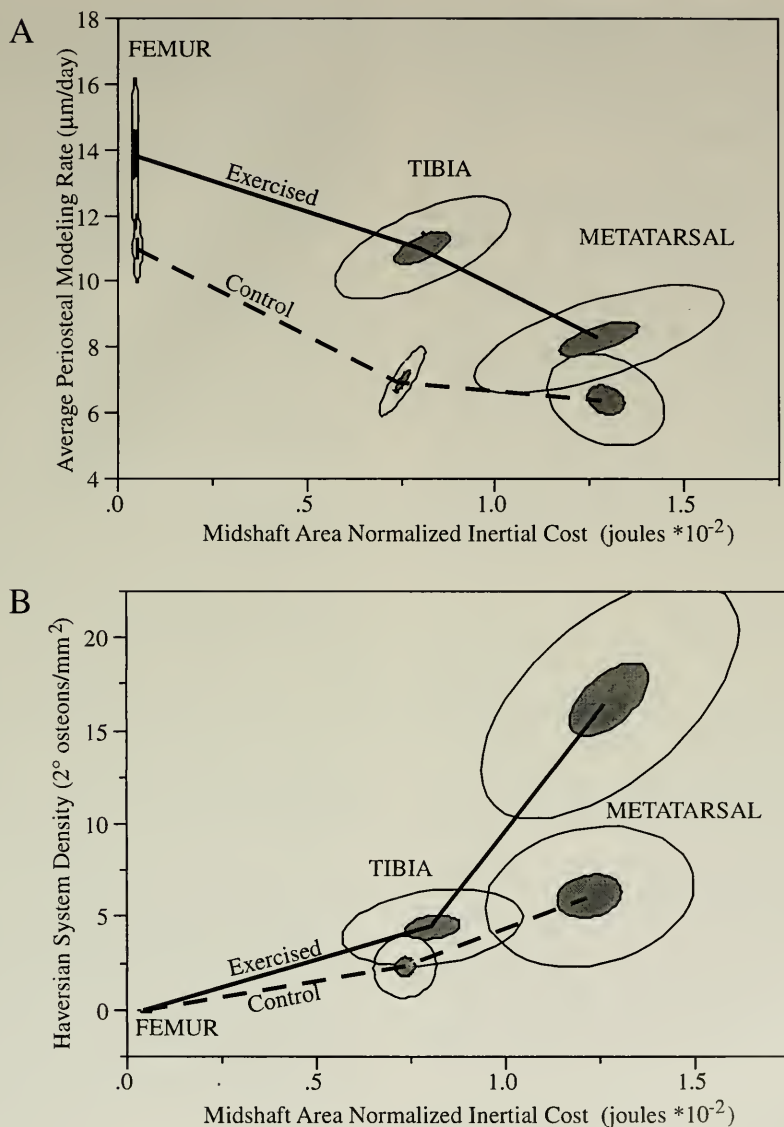 A
18
FEMUR
16
14
12
10
8
6
4
Average Periosteal Modeling Rate (μm/day)
Exercised
TIBIA
Control
METATARSAL
.0
.5
1.0
1.5
Midshaft Area Normalized Inertial Cost (joules *10⁻²)
B
20
15
10
5
0
Haversian System Density (2° osteons/mm²)
METATARSAL
TIBIA
Exercised
Control
FEMUR
.0
.5
1.0
1.5
Midshaft Area Normalized Inertial Cost (joules *10⁻²)